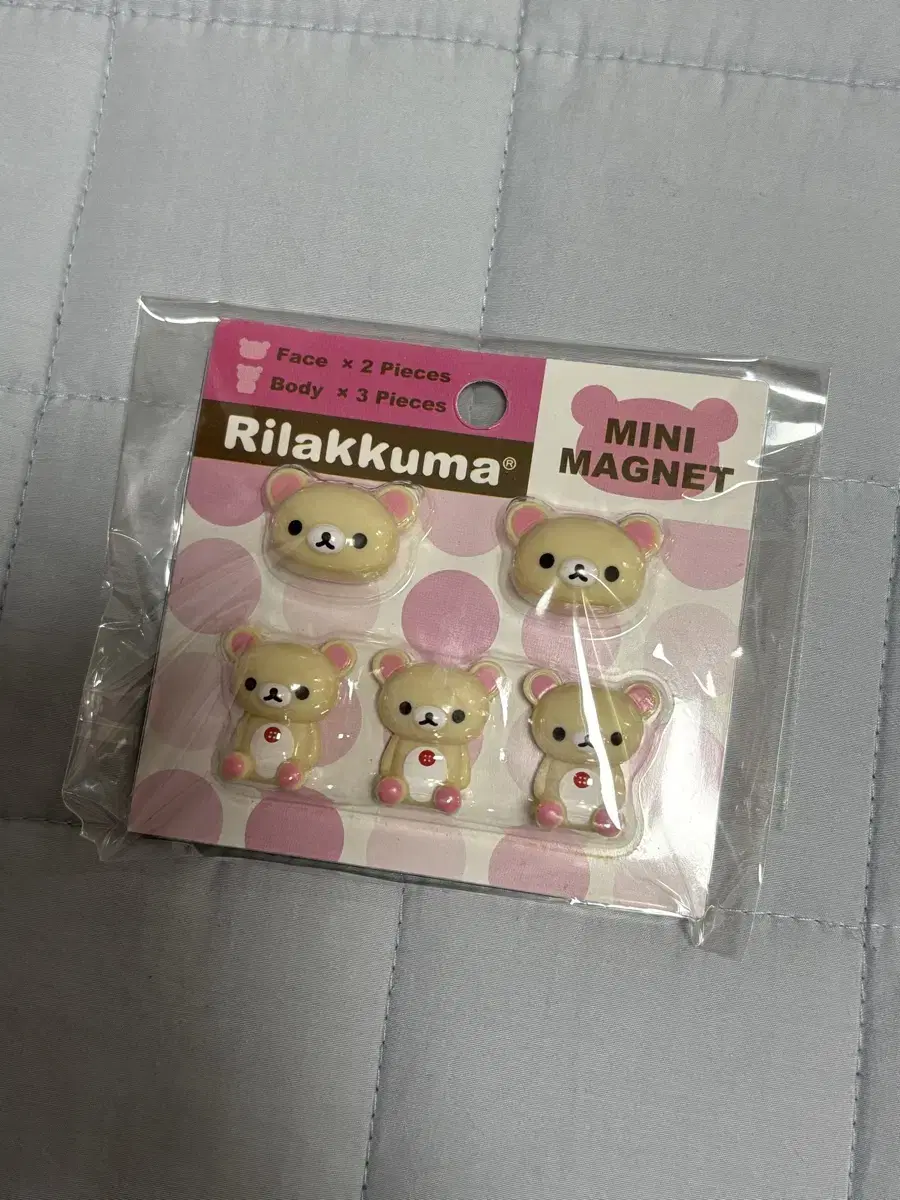 Face × 2 Pieces
Body × 3 Pieces
Rilakkuma®
MINI
MAGNET